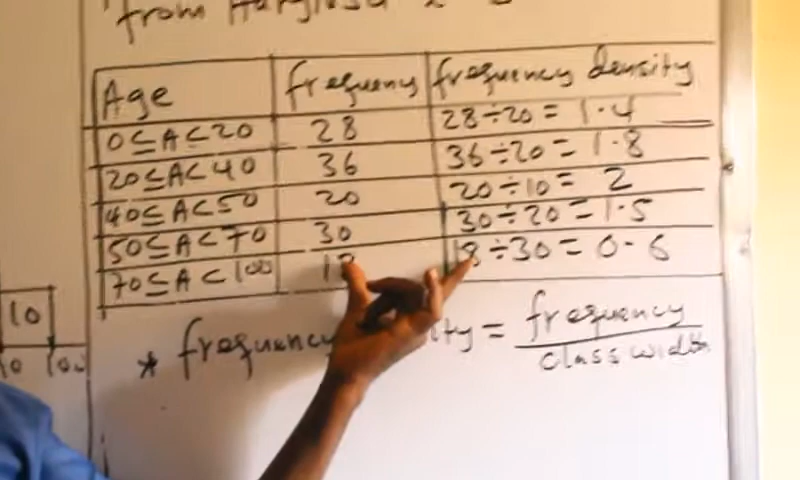 from
Age frequency frequency density
0≤A<20 28 28÷20 = 1.4
20≤A<40 36 36÷20 = 1.8
40≤A<50 20 20÷10 = 2
50≤A<70 30 30÷20 = 1.5
70≤A<100 18 18÷30 = 0.6
10
* frequency = frequency
class width